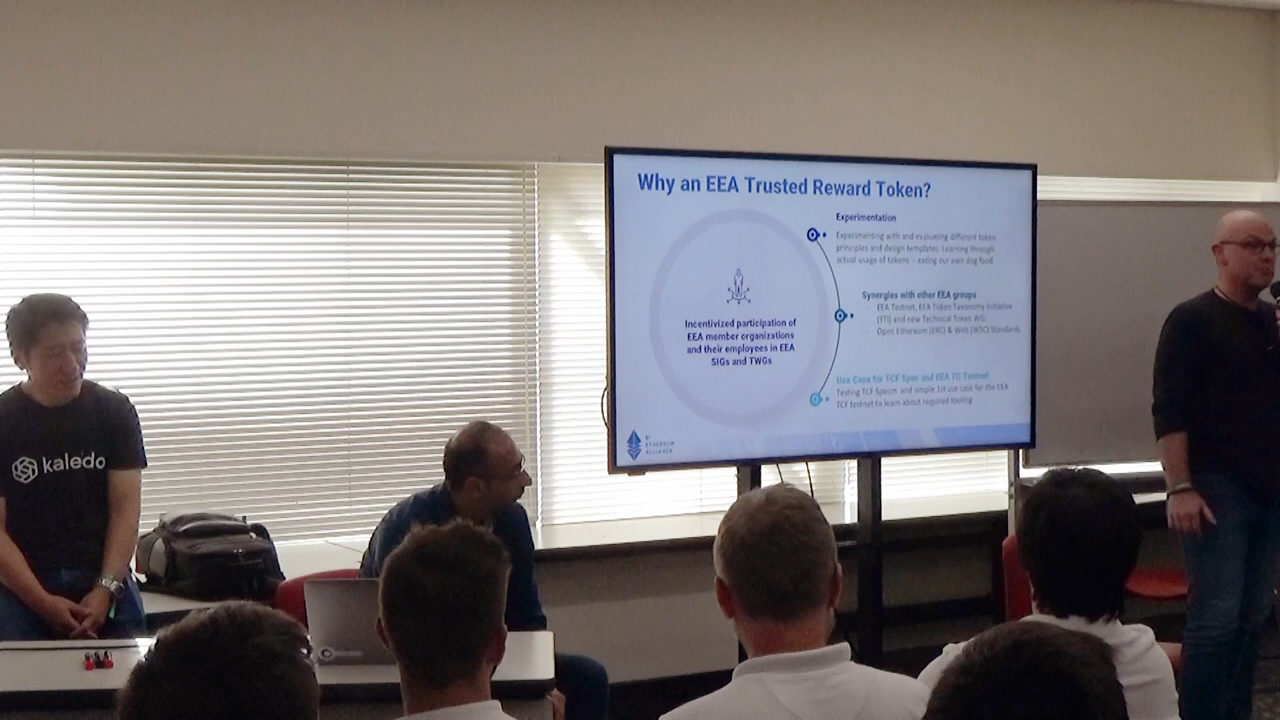 Why an EEA Trusted Reward Token?
Experimentation
Experimenting with and evaluating different token
principles and design templates. Learning through
actual usage of tokens - eating our own dog food
Synergies with other EEA groups
EEA Testnet, EEA Token Taxonomy Initiative
(TTI) and new Technical Token WG
Open Ethereum (ERC) & Web (W3C) Standards
Incentivized participation of
EEA member organizations
and their employees in EEA
SIGs and TWGs
Use Case for TCF Spec and EEA TC Testnet
Testing TCF Specm and simple 1st use case for the EEA
TCF testnet to learn about required tooling
ETHEREUM
ALLIANCE
kaledo